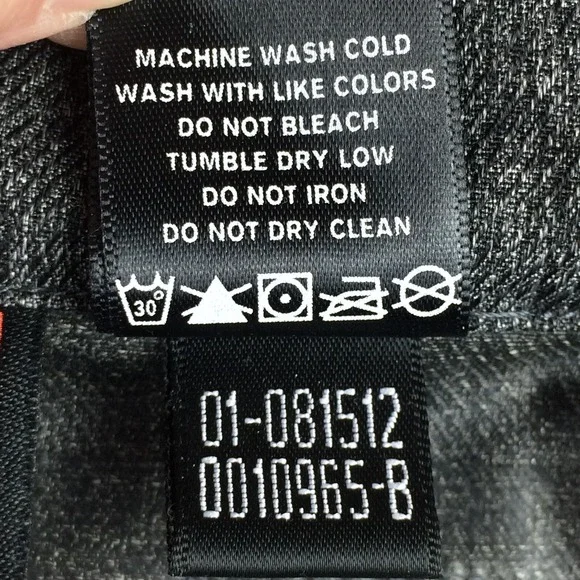 MACHINE WASH COLD
WASH WITH LIKE COLORS
DO NOT BLEACH
TUMBLE DRY LOW
DO NOT IRON
DO NOT DRY CLEAN
30°
01-081512
0010965-B